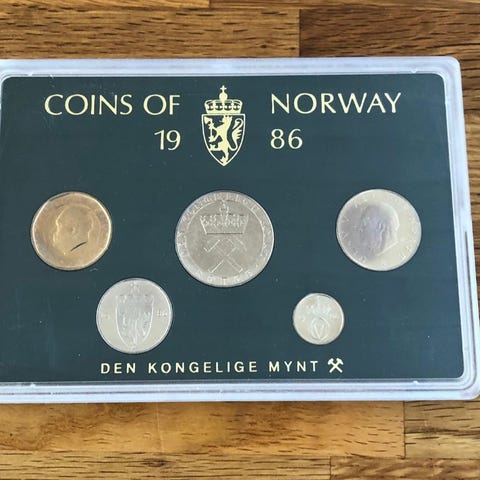 COINS OF NORWAY
19 86
DEN KONGELIGE MYNT